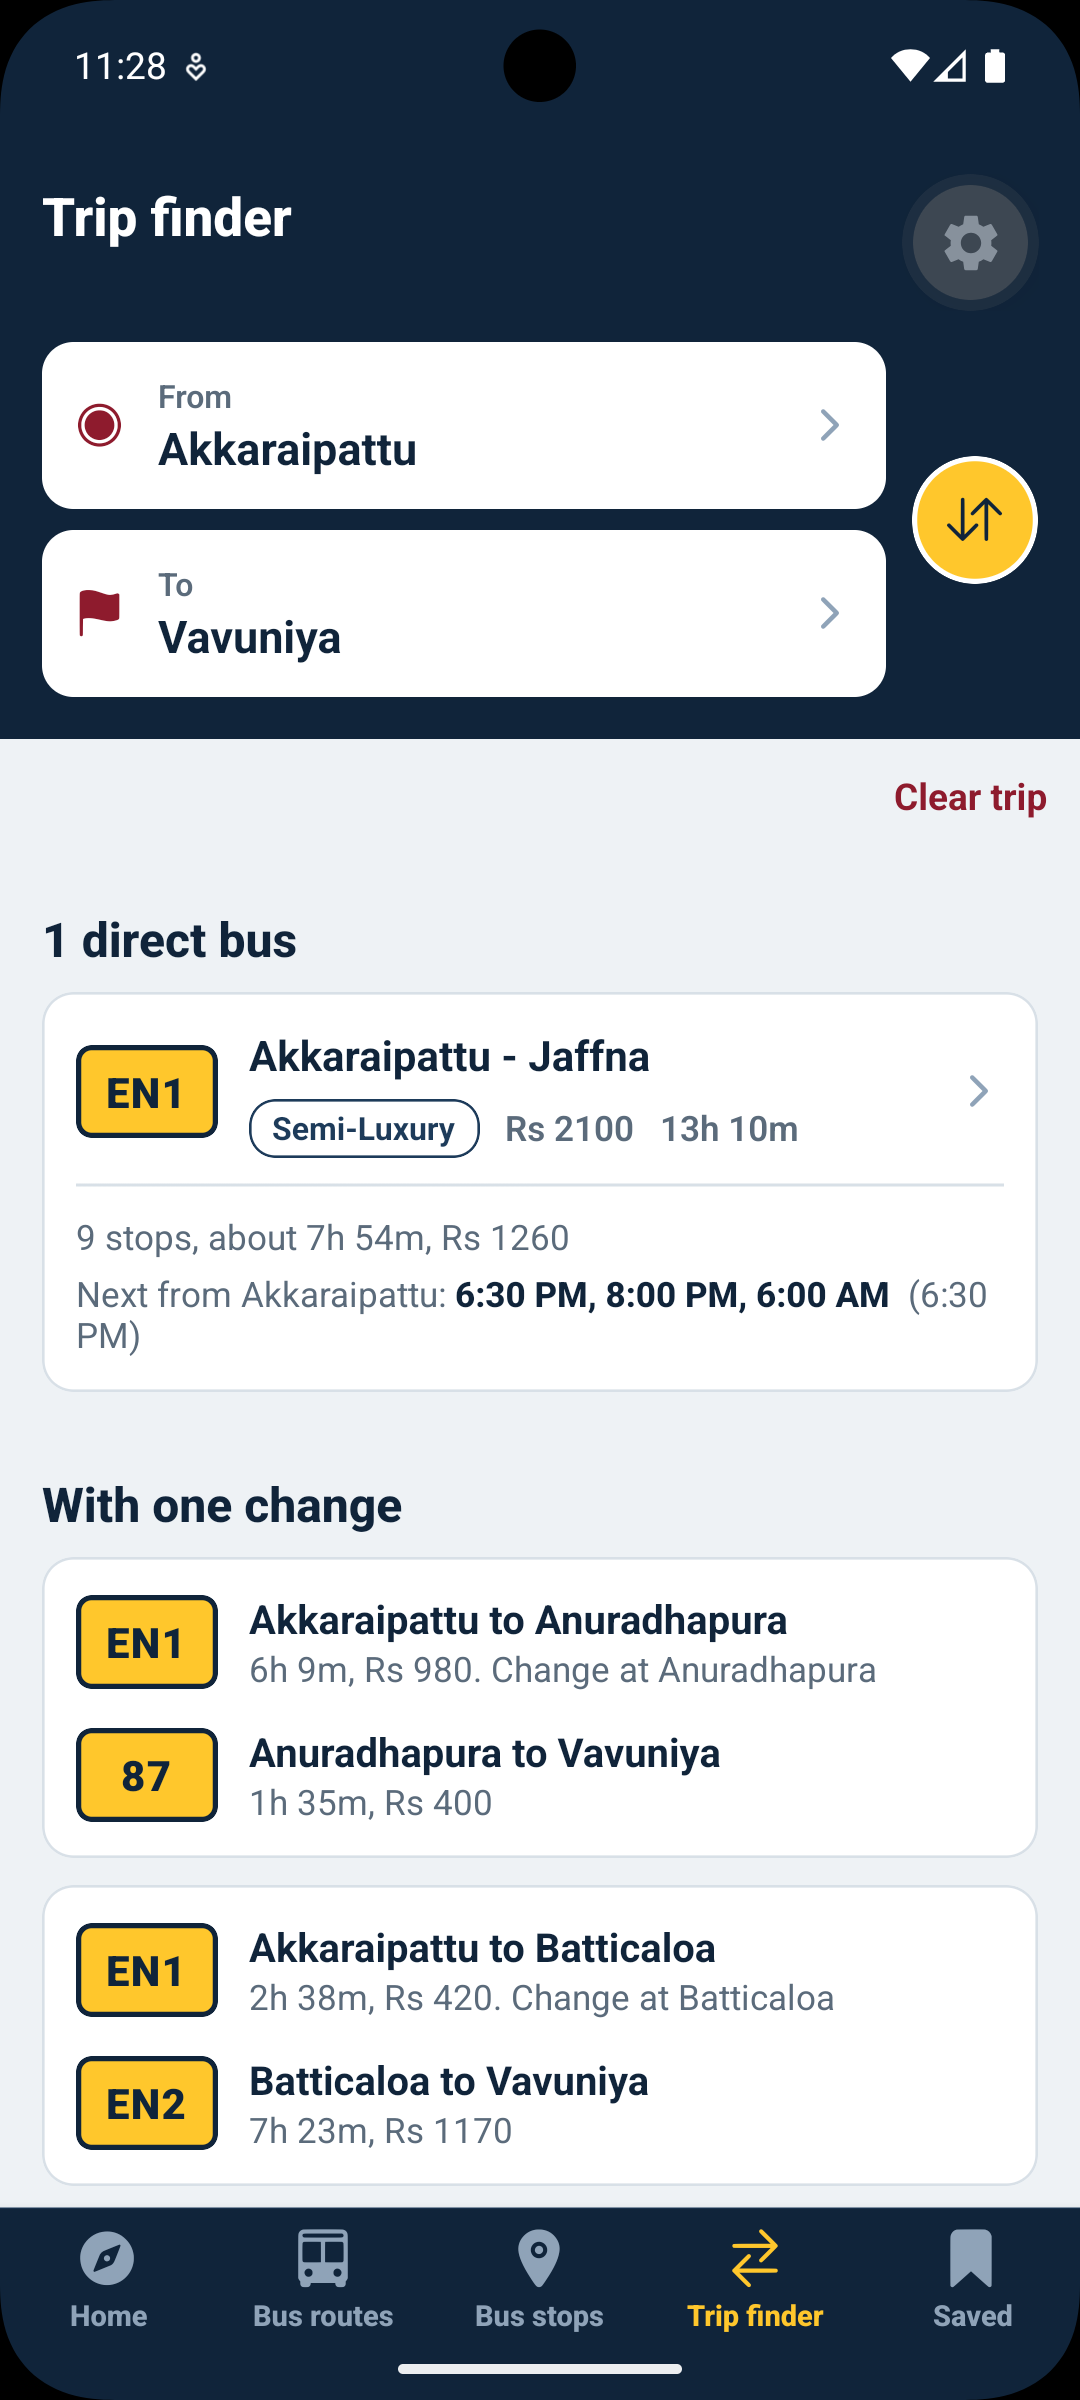 11:28
Trip finder
From
Akkaraipattu
To
Vavuniya
Clear trip
1 direct bus
EN1
Akkaraipattu - Jaffna
Semi-Luxury Rs 2100 13h 10m
9 stops, about 7h 54m, Rs 1260
Next from Akkaraipattu: 6:30 PM, 8:00 PM, 6:00 AM (6:30
PM)
With one change
EN1
Akkaraipattu to Anuradhapura
6h 9m, Rs 980. Change at Anuradhapura
87
Anuradhapura to Vavuniya
1h 35m, Rs 400
EN1
Akkaraipattu to Batticaloa
2h 38m, Rs 420. Change at Batticaloa
EN2
Batticaloa to Vavuniya
7h 23m, Rs 1170
Home Bus routes Bus stops Trip finder Saved